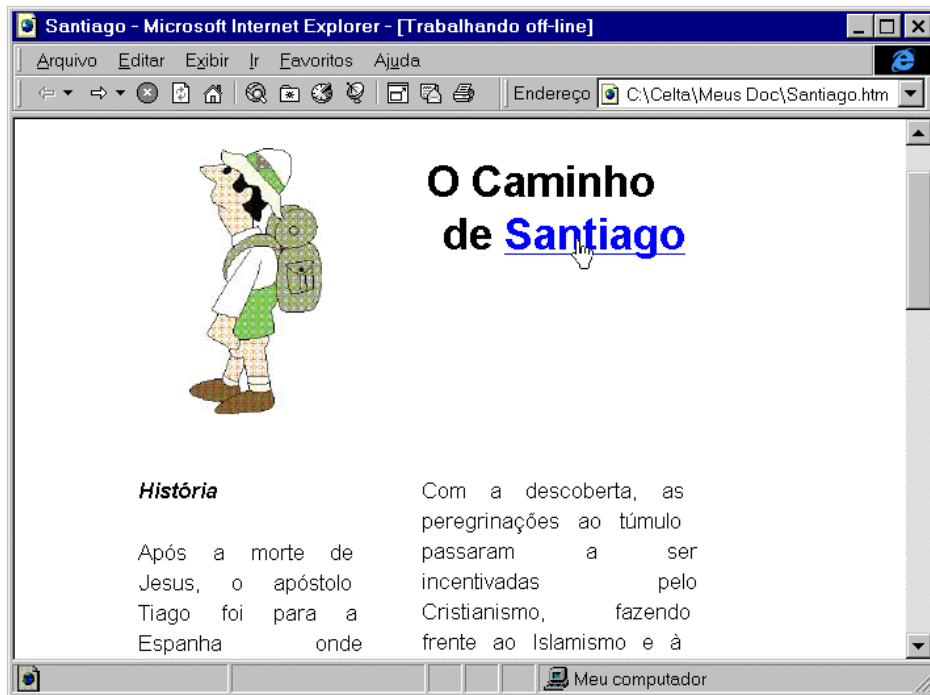 Santiago - Microsoft Internet Explorer - [Trabalhando off-line]
Arquivo Editar Exibir Ir Favoritos Ajuda
Endereço C:\Celta\Meus Doc\Santiago.htm
O Caminho
de Santiago
História
Após a morte de
Jesus, o apóstolo
Tiago foi para a
Espanha onde
Com a descoberta, as
peregrinações ao túmulo
passaram a ser
incentivadas pelo
Cristianismo, fazendo
frente ao Islamismo e à
Meu computador